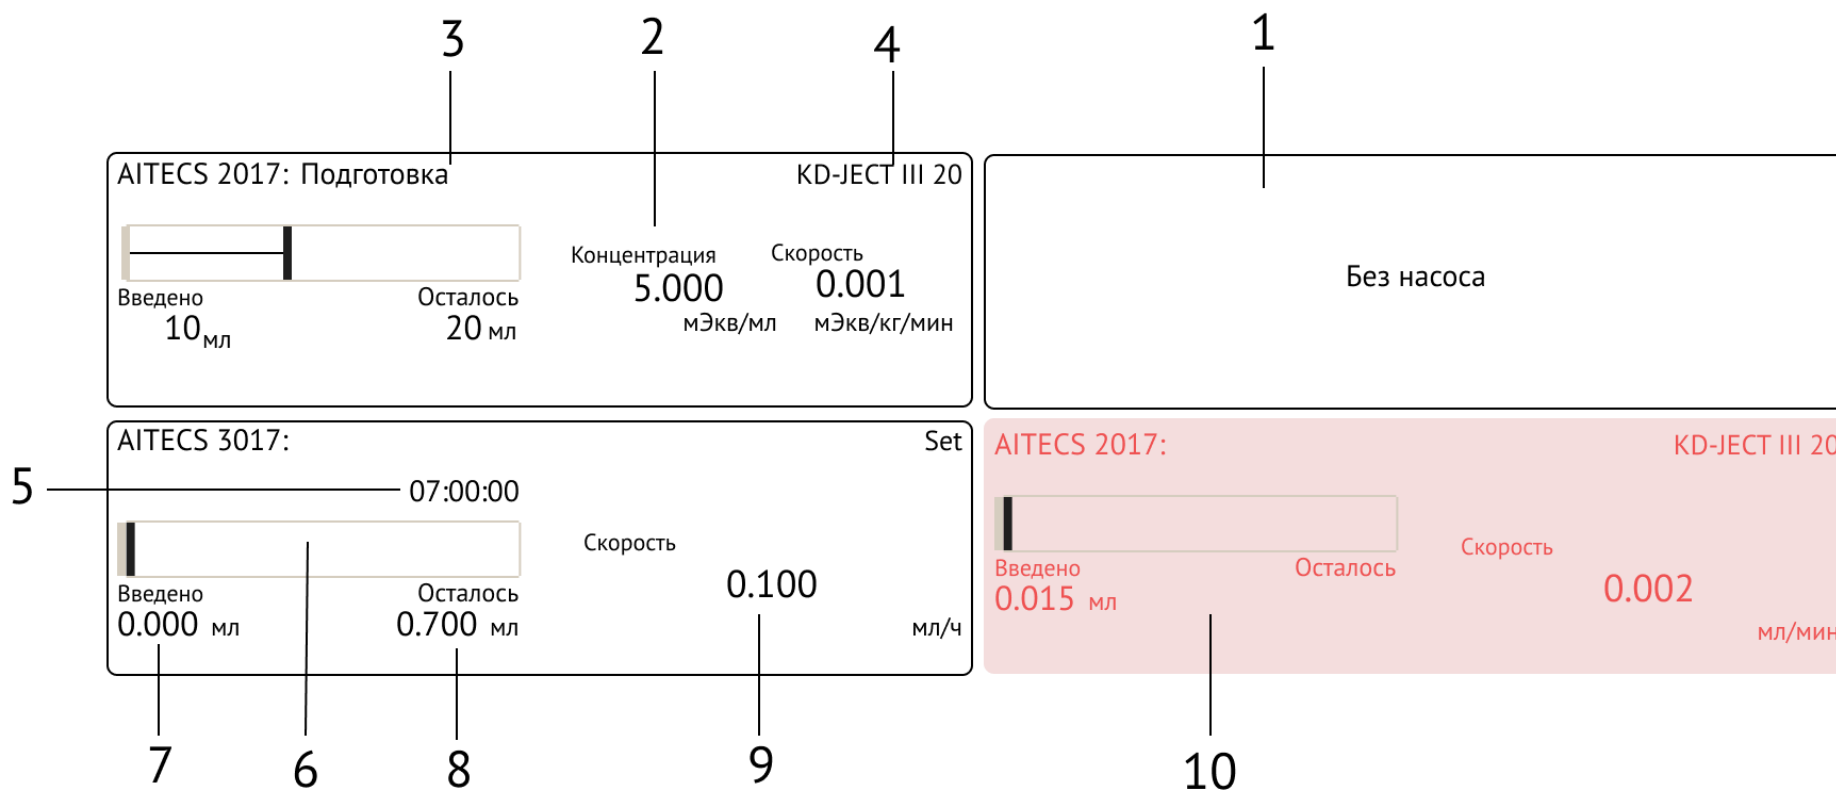 3 2 4 1
AITECS 2017: Подготовка KD-JECT III 20
Концентрация Скорость
5.000 0.001
мЭкв/мл мЭкв/кг/мин
Введено Осталось
10 мл 20 мл
Без насоса
5
AITECS 3017: Set
07:00:00
Скорость
Введено Осталось
0.100
0.000 мл 0.700 мл
мл/ч
AITECS 2017: KD-JECT III 20
Скорость
Введено Осталось
0.002
0.015 мл
мл/мин
7 6 8 9 10